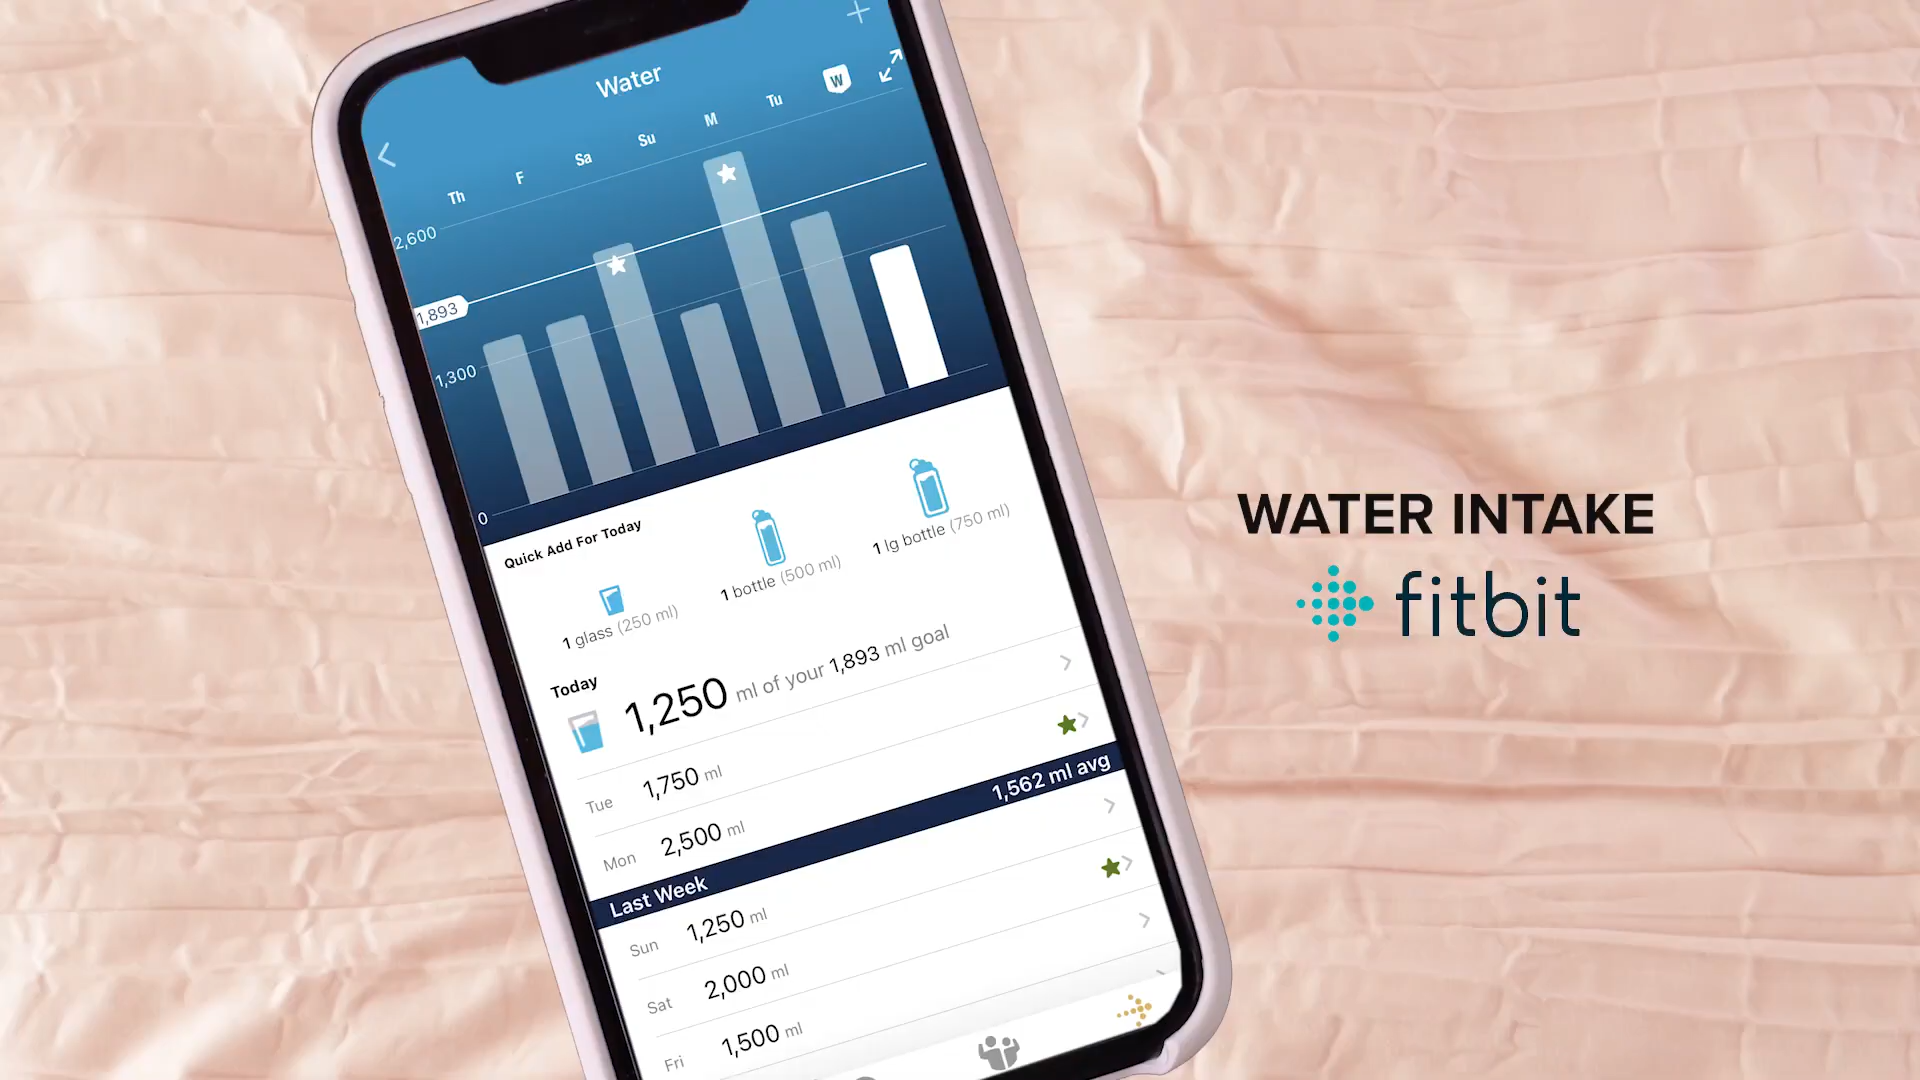 Water
Th F Sa Su M Tu W
2,600
1,893
1,300
0
Quick Add For Today
1 glass (250 ml)
1 bottle (500 ml)
1 lg bottle (750 ml)
Today
1,250 ml of your 1,893 ml goal
Tue 1,750 ml
Mon 2,500 ml
Last Week 1,562 ml avg
Sun 1,250 ml
Sat 2,000 ml
Fri 1,500 ml
WATER INTAKE
fitbit